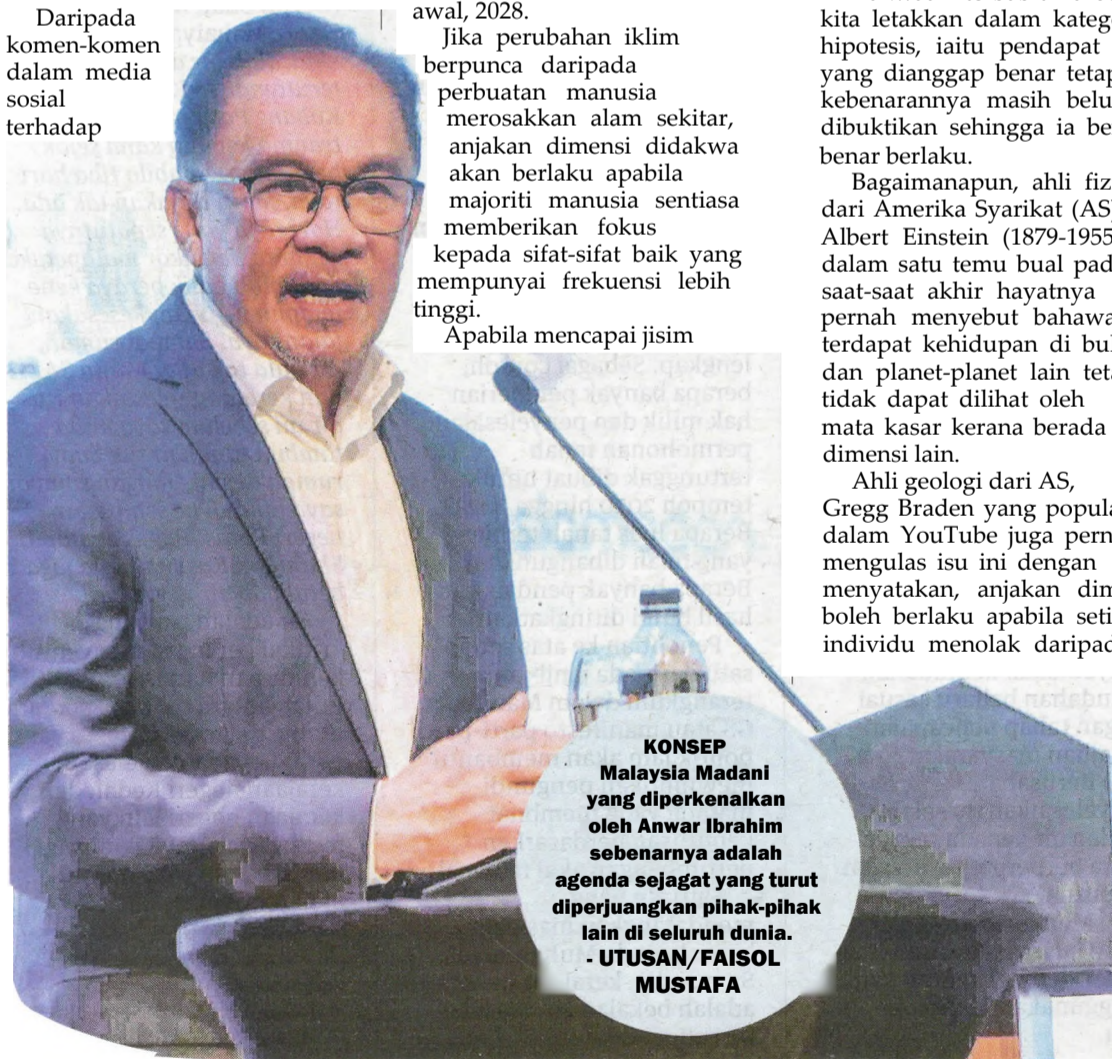 Daripada
komen-komen
dalam media
sosial
terhadap
awal, 2028.
Jika perubahan iklim
berpunca daripada
perbuatan manusia
merosakkan alam sekitar,
anjakan dimensi didakwa
akan berlaku apabila
majoriti manusia sentiasa
memberikan fokus
kepada sifat-sifat baik yang
mempunyai frekuensi lebih
tinggi.
Apabila mencapai jisim
kita letakkan dalam kateg
hipotesis, iaitu pendapat
yang dianggap benar tetap
kebenarannya masih belu
dibuktikan sehingga ia be
benar berlaku.
Bagaimanapun, ahli fiz
dari Amerika Syarikat (AS)
Albert Einstein (1879-1955
dalam satu temu bual pad
saat-saat akhir hayatnya
pernah menyebut bahawa
terdapat kehidupan di bul
dan planet-planet lain teta
tidak dapat dilihat oleh
mata kasar kerana berada
dimensi lain.
Ahli geologi dari AS,
Gregg Braden yang popula
dalam YouTube juga pern
mengulas isu ini dengan
menyatakan, anjakan dim
boleh berlaku apabila seti
individu menolak daripad
KONSEP
Malaysia Madani
yang diperkenalkan
oleh Anwar Ibrahim
sebenarnya adalah
agenda sejagat yang turut
diperjuangkan pihak-pihak
lain di seluruh dunia.
- UTUSAN/FAISOL
MUSTAFA